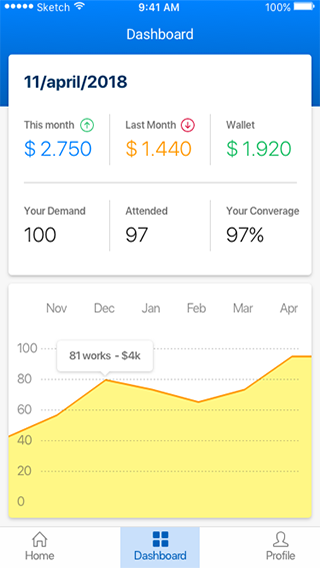 Sketch 9:41 AM 100%
Dashboard
11/april/2018
This month Last Month Wallet
$ 2.750 $ 1.440 $ 1.920
Your Demand Attended Your Converage
100 97 97%
Nov Dec Jan Feb Mar Apr
100
81 works - $4k
80
60
40
20
0
Home Dashboard Profile